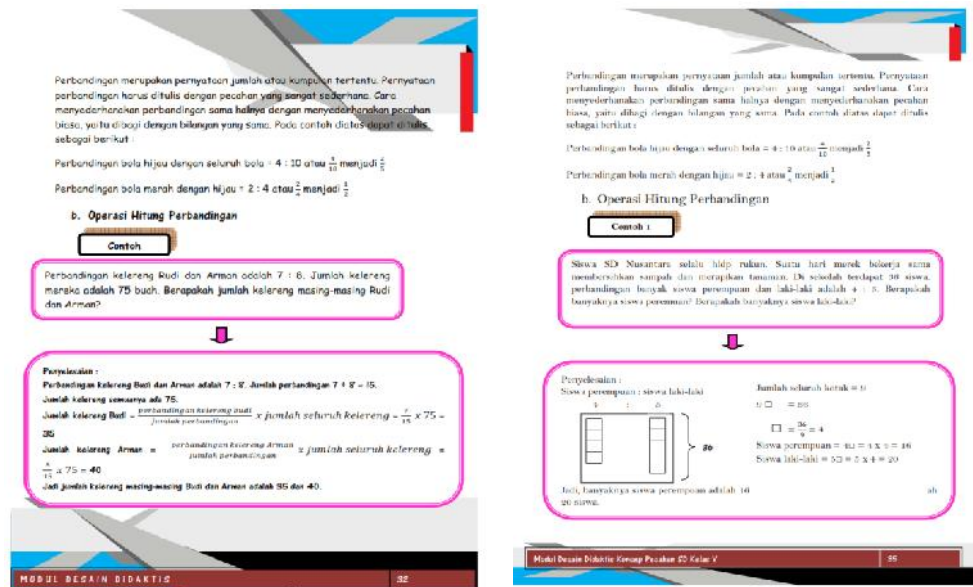 Perbandingan merupakan pernyataan jumlah atau kumpulan tertentu. Pernyataan
perbandingan harus ditulis dengan pecahan yang sangat sederhana. Cara
menyederhanakan perbandingan sama halnya dengan menyederhanakan pecahan
biasa, yaitu dibagi dengan bilangan yang sama. Pada contoh diatas dapat ditulis
sebagai berikut :
Perbandingan bola hijau dengan seluruh bola = 4 : 10 atau 4/10 menjadi 2/5
Perbandingan bola merah dengan hijau = 2 : 4 atau 2/4 menjadi 1/2
b. Operasi Hitung Perbandingan
Contoh
Perbandingan kelereng Rudi dan Arman adalah 7 : 8. Jumlah kelereng
mereka adalah 75 buah. Berapakah jumlah kelereng masing-masing Rudi
dan Arman?
Penyelesaian :
Perbandingan kelereng Budi dan Arman adalah 7 : 8. Jumlah perbandingan 7 + 8 = 15.
Jumlah kelereng semuanya ada 75.
Jumlah kelereng Budi = perbandingan kelereng budi / jumlah perbandingan x jumlah seluruh kelereng = 7/15 x 75 =
35
Jumlah kelereng Arman = perbandingan kelereng Arman / jumlah perbandingan x jumlah seluruh kelereng =
8/15 x 75 = 40
Jadi jumlah kelereng masing-masing Budi dan Arman adalah 35 dan 40.
MODUL DESAIN DIDAKTIS 32
Perbandingan merupakan pernyataan jumlah atau kumpulan tertentu. Pernyataan
perbandingan harus ditulis dengan pecahan yang sangat sederhana. Cara
menyederhanakan perbandingan sama halnya dengan menyederhanakan pecahan
biasa, yaitu dibagi dengan bilangan yang sama. Pada contoh diatas dapat ditulis
sebagai berikut :
Perbandingan bola hijau dengan seluruh bola = 4 : 10 atau 4/10 menjadi 2/5
Perbandingan bola merah dengan hijau = 2 : 4 atau 2/4 menjadi 1/2
b. Operasi Hitung Perbandingan
Contoh 1
Siswa SD Nusantara selalu hidp rukun. Suatu hari merek bekerja sama
membersihkan sampah dan merapikan tanaman. Di sekolah terdapat 36 siswa,
perbandingan banyak siswa perempuan dan laki-laki adalah 4 : 5. Berapakah
banyaknya siswa perempuan? Berapakah banyaknya siswa laki-laki?
Penyelesaian :
Siswa perempuan : siswa laki-laki
4 : 5
36
Jadi, banyaknya siswa perempuan adalah 16
20 siswa.
Jumlah seluruh kotak = 9
9 □ = 36
□ = 36/9 = 4
Siswa perempuan = 4□ = 4 x 4 = 16
Siswa laki-laki = 5□ = 5 x 4 = 20
ah
Modul Desain Didaktis Konsep Pecahan SD Kelas V 35